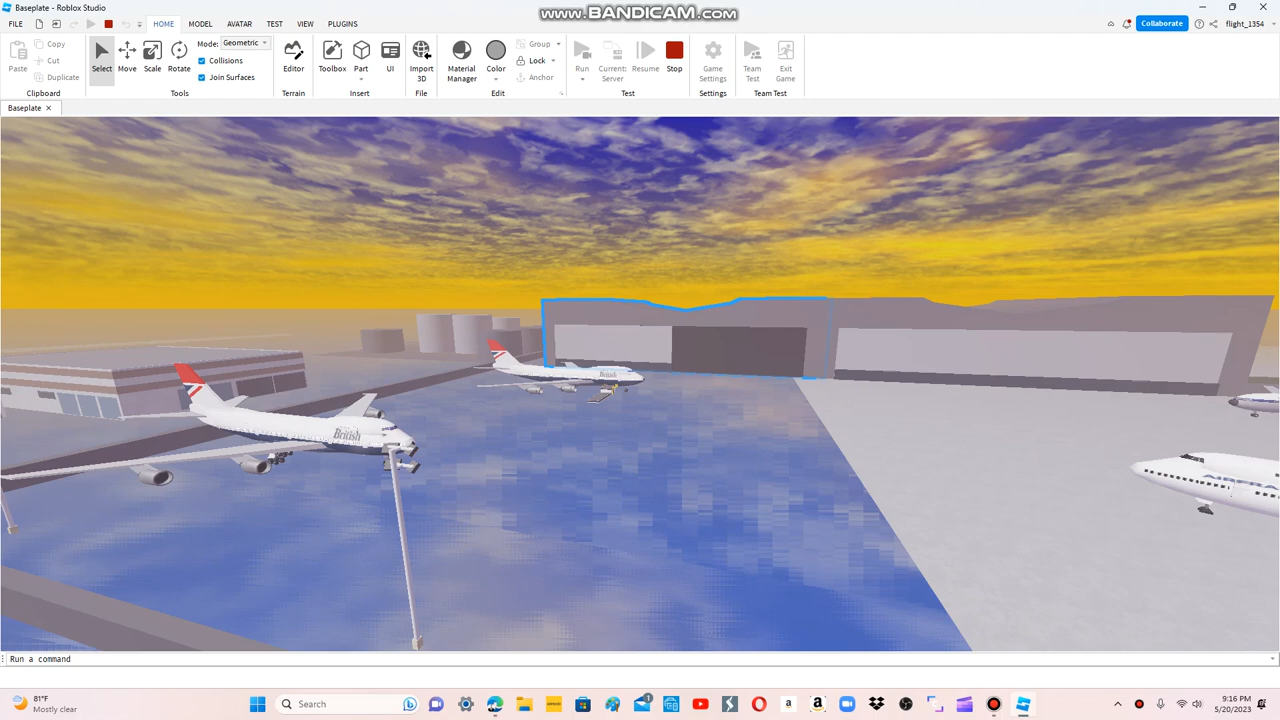 Baseplate - Roblox Studio
www.BANDICAM.com
FILE HOME MODEL AVATAR TEST VIEW PLUGINS
Collaborate
flight_1354
Paste
Copy
Cut
Duplicate
Clipboard
Select
Move
Scale
Rotate
Mode: Geometric
Collisions
Join Surfaces
Tools
Editor
Terrain
Toolbox
Part
UI
Insert
Import
3D
File
Material
Manager
Color
Group
Lock
Anchor
Edit
Run
Current:
Server
Resume
Stop
Test
Game
Settings
Settings
Team
Test
Exit
Game
Team Test
Baseplate
British
British
Run a command
81°F
Mostly clear
Search
1
9:16 PM
5/20/2023